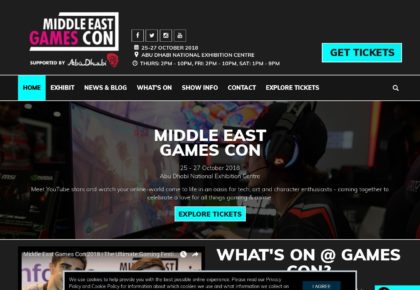 MIDDLE EAST
GAMES CON
SUPPORTED BY Abu Dhabi
25-27 OCTOBER 2018
ABU DHABI NATIONAL EXHIBITION CENTRE
THURS: 2PM - 10PM, FRI: 2PM - 10PM, SAT: 1PM - 9PM
GET TICKETS
HOME EXHIBIT NEWS & BLOG WHAT'S ON SHOW INFO CONTACT EXPLORE TICKETS
MIDDLE EAST
GAMES CON
25 - 27 October 2018
Abu Dhabi National Exhibition Centre
Meet YouTube stars and watch your online-world come to life in an oasis for tech, art and character enthusiasts - coming together to
celebrate a love for all things gaming &
EXPLORE TICKETS
Middle East Games Con 2018 | The Ultimate Gaming Festi
WHAT'S ON @ GAMES
CON?
We use cookies to help provide you with the best possible online experience. Please read our Privacy
Policy and Cookie Policy for information about which cookies we use and what information we collect on
I AGREE